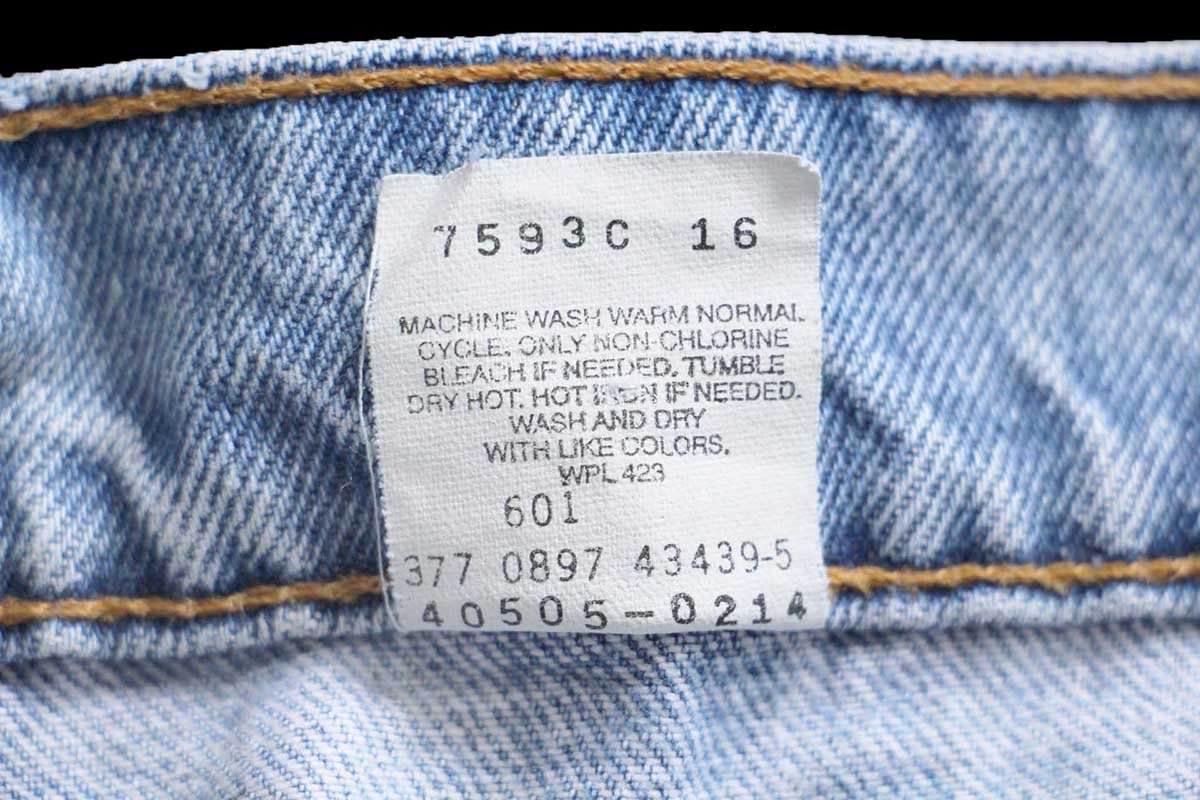 7593C 16
MACHINE WASH WARM NORMAL
CYCLE. ONLY NON-CHLORINE
BLEACH IF NEEDED. TUMBLE
DRY HOT. HOT IRON IF NEEDED.
WASH AND DRY
WITH LIKE COLORS.
WPL 423
601
377 0897 43439-5
40505-0214